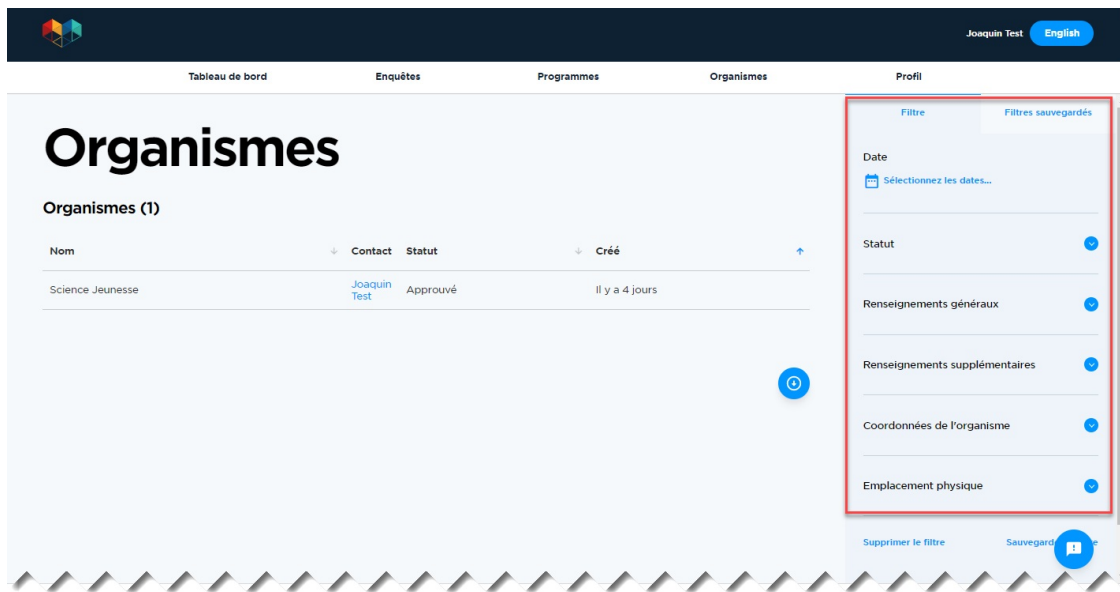 Joaquin Test English
Tableau de bord Enquêtes Programmes Organismes Profil
Organismes
Organismes (1)
Nom Contact Statut Créé
Science Jeunesse Joaquin Test Approuvé Il y a 4 jours
Filtre Filtres sauvegardés
Date
Sélectionnez les dates...
Statut
Renseignements généraux
Renseignements supplémentaires
Coordonnées de l'organisme
Emplacement physique
Supprimer le filtre